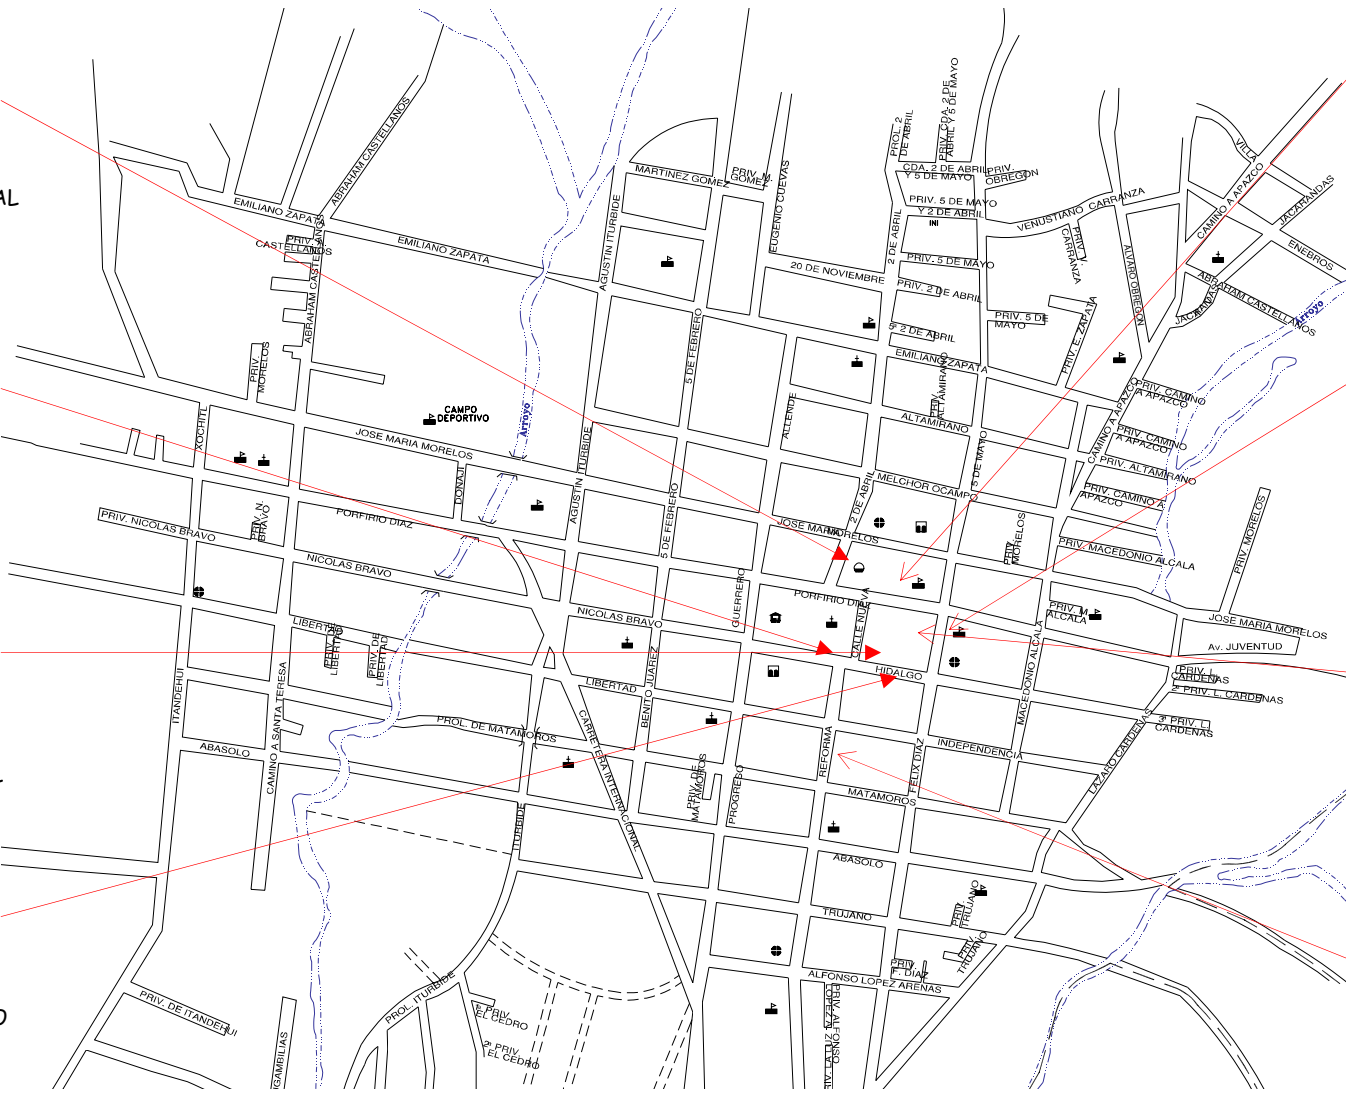 AL
O
EMILIANO ZAPATA
PRIV. A.
CASTELLANOS
ABRAHAM CASTELLANOS
ABRAHAM CASTELLANOS
EMILIANO ZAPATA
AGUSTIN ITURBIDE
MARTINEZ GOMEZ
PRIV. M.
GOMEZ
EUGENIO CUEVAS
PROL. 2
DE ABRIL
PRIV. CDA. 2 DE
ABRIL Y 5 DE MAYO
CDA. 2 DE ABRIL
Y 5 DE MAYO
PRIV.
OBREGON
PRIV. 5 DE MAYO
Y 2 DE ABRIL
INI
VENUSTIANO CARRANZA
PRIV. V.
CARRANZA
VILLA
CAMINO A APAZCO
JACARANDAS
ENEBROS
ABRAHAM CASTELLANOS
JACARANDAS
Arroyo
ALVARO OBREGON
2 DE ABRIL
PRIV. 5 DE MAYO
20 DE NOVIEMBRE
PRIV. 2 DE ABRIL
5ª 2 DE ABRIL
PRIV. 5 DE
MAYO
PRIV. E. ZAPATA
EMILIANO ZAPATA
PRIV.
ALTAMIRANO
ALTAMIRANO
5 DE FEBRERO
ALLENDE
PRIV.
MORELOS
XOCHITL
CAMPO
DEPORTIVO
Arroyo
JOSE MARIA MORELOS
DONAJI
AGUSTIN ITURBIDE
5 DE FEBRERO
2 DE ABRIL
MELCHOR OCAMPO
5 DE MAYO
CAMINO A APAZCO
PRIV. CAMINO
A APAZCO
PRIV. CAMINO
A APAZCO
PRIV. ALTAMIRANO
PRIV. CAMINO A
APAZCO
PRIV. MACEDONIO ALCALA
PRIV. MORELOS
PRIV. NICOLAS BRAVO
PRIV. N.
BRAVO
PORFIRIO DIAZ
JOSE MARIA
MORELOS
PRIV.
MORELOS
NICOLAS BRAVO
NICOLAS BRAVO
GUERRERO
PORFIRIO DIAZ
CALLE NUEVA
PRIV. M.
ALCALA
JOSE MARIA MORELOS
Av. JUVENTUD
LIBERTAD
PRIV. DE
LIBERTAD
PRIV. DE
LIBERTAD
ITANDEHUI
CAMINO A SANTA TERESA
LIBERTAD
BENITO JUAREZ
HIDALGO
MACEDONIO ALCALA
PRIV. L.
CARDENAS
2ª PRIV. L. CARDENAS
3ª PRIV. L.
CARDENAS
ABASOLO
PROL. DE MATAMOROS
CARRETERA INTERNACIONAL
REFORMA
FELIX DIAZ
INDEPENDENCIA
LAZARO CARDENAS
PRIV. DE
MATAMOROS
PROGRESO
MATAMOROS
ITURBIDE
ABASOLO
TRUJANO
PRIV.
TRUJANO
PRIV.
TRUJANO
PRIV.
F. DIAZ
ALFONSO LOPEZ ARENAS
PRIV. ALFONSO
PROL. ITURBIDE
PRIV. DE ITANDEHUI
1ª PRIV.
EL CEDRO
2ª PRIV.
EL CEDRO